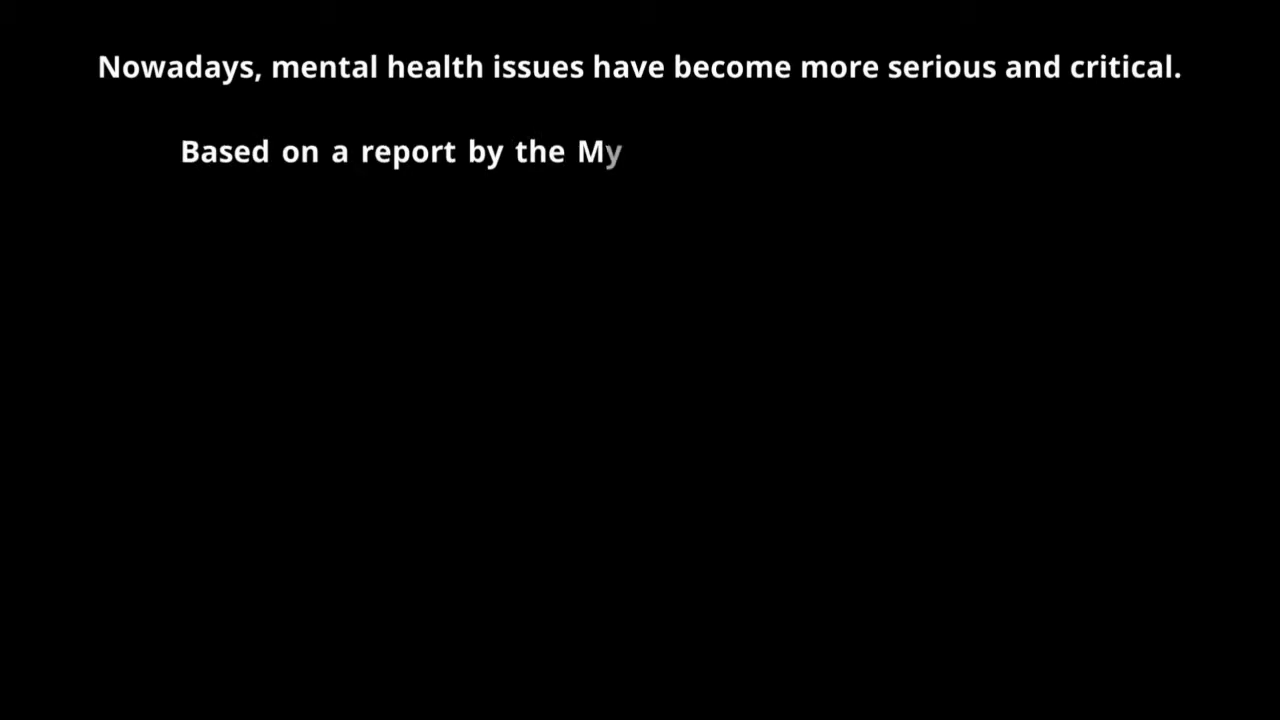 Nowadays, mental health issues have become more serious and critical.
Based on a report by the My